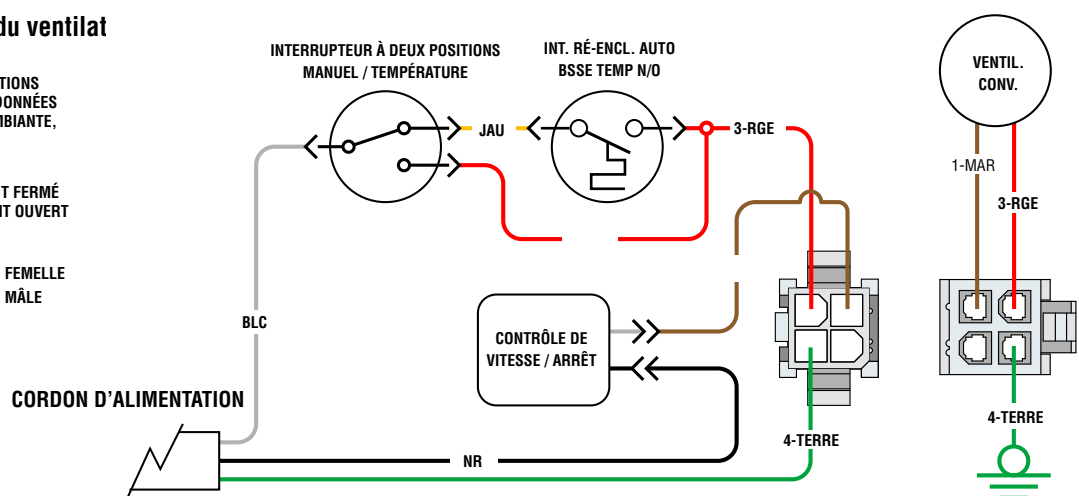 du ventilat
TIONS
DONNÉES
MBIANTE,
T FERMÉ
NT OUVERT
FEMELLE
MÂLE
INTERRUPTEUR À DEUX POSITIONS
MANUEL / TEMPÉRATURE
INT. RÉ-ENCL. AUTO
BSSE TEMP N/O
JAU
3-RGE
VENTIL.
CONV.
1-MAR
3-RGE
BLC
CONTRÔLE DE
VITESSE / ARRÊT
CORDON D'ALIMENTATION
NR
4-TERRE
4-TERRE